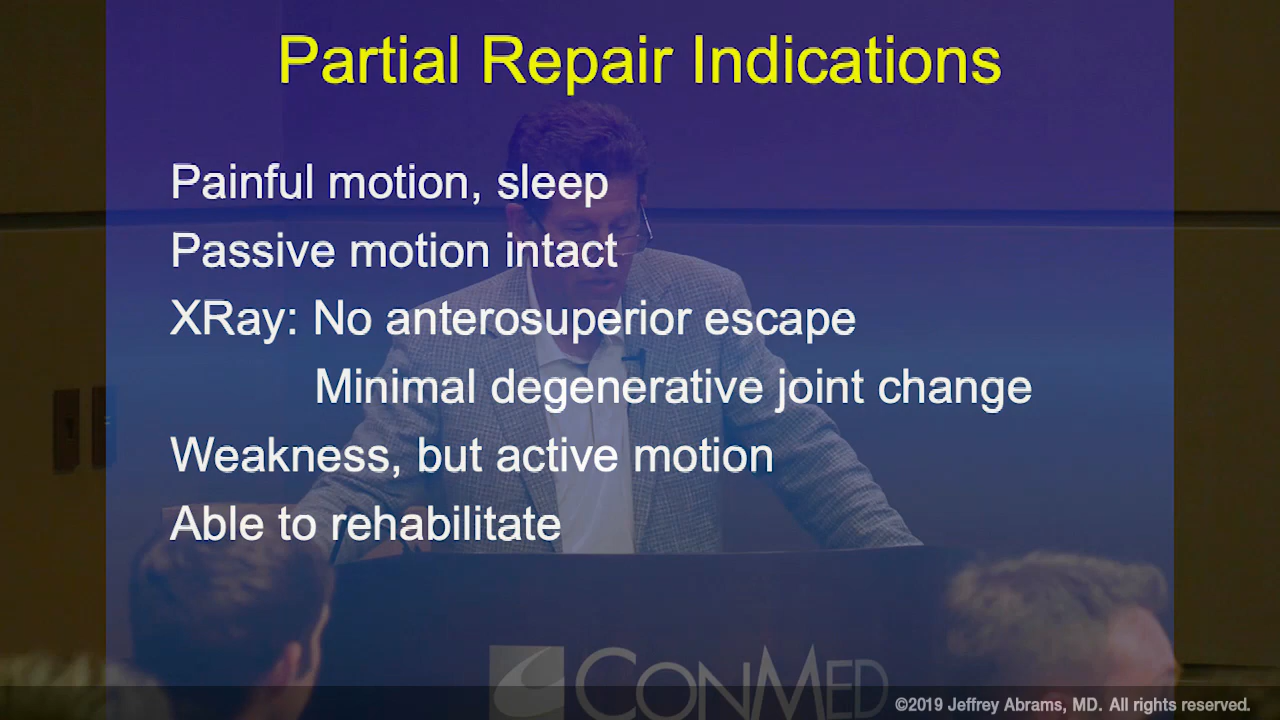 Partial Repair Indications
Painful motion, sleep
Passive motion intact
XRay: No anterosuperior escape
Minimal degenerative joint change
Weakness, but active motion
Able to rehabilitate
CONMED
©2019 Jeffrey Abrams, MD. All rights reserved.